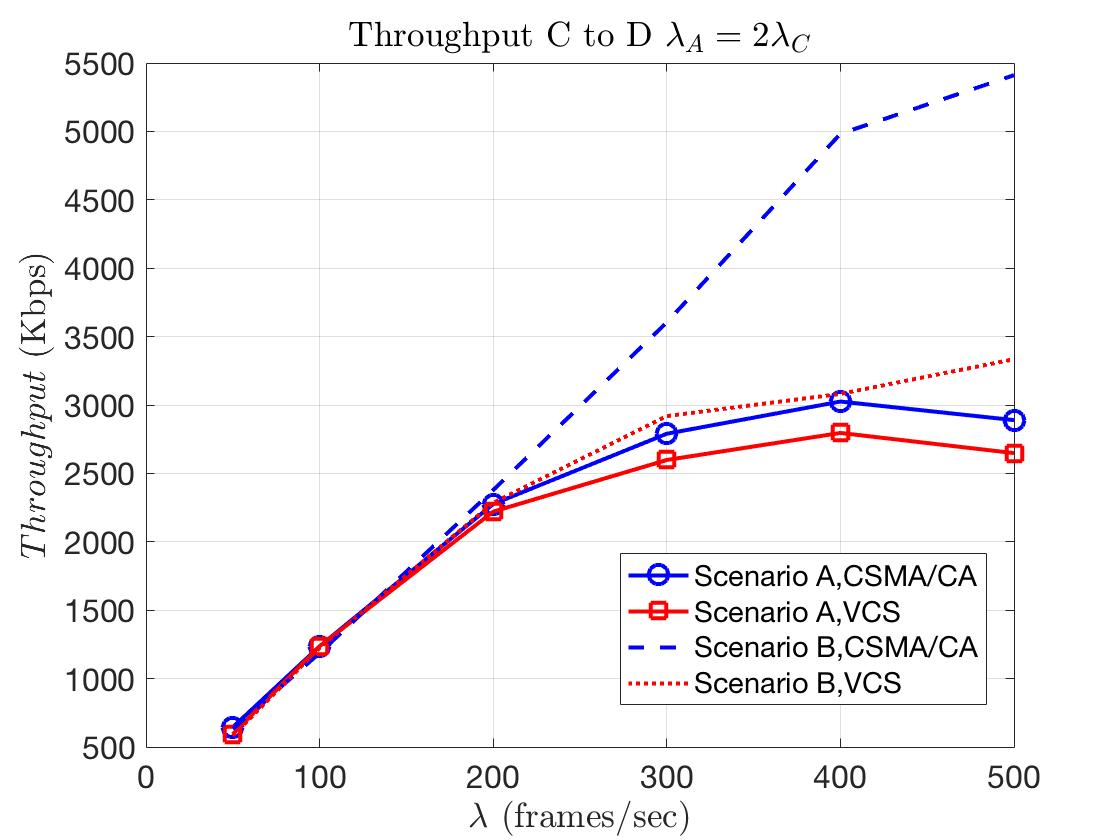 Throughput C to D λ_A = 2λ_C
5500
5000
4500
4000
3500
3000
2500
2000
1500
1000
500
Throughput (Kbps)
Scenario A,CSMA/CA
Scenario A,VCS
Scenario B,CSMA/CA
Scenario B,VCS
0 100 200 300 400 500
λ (frames/sec)